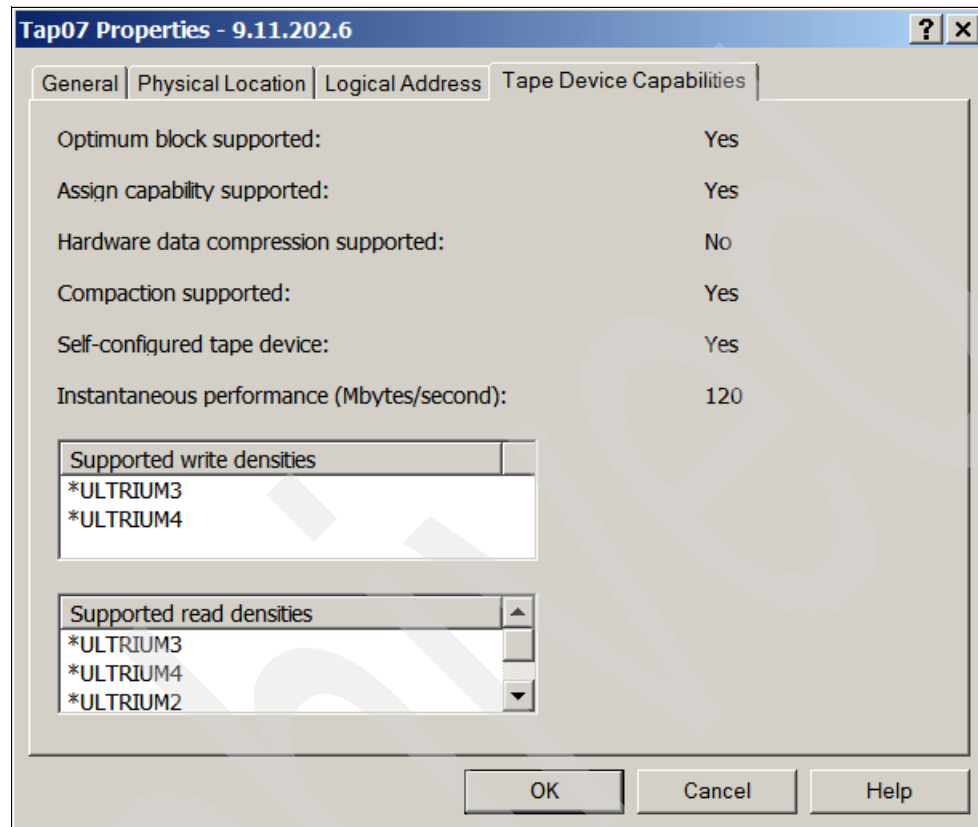 Tap07 Properties - 9.11.202.6
General Physical Location Logical Address Tape Device Capabilities
Optimum block supported: Yes
Assign capability supported: Yes
Hardware data compression supported: No
Compaction supported: Yes
Self-configured tape device: Yes
Instantaneous performance (Mbytes/second): 120
Supported write densities
*ULTRIUM3
*ULTRIUM4
Supported read densities
*ULTRIUM3
*ULTRIUM4
*ULTRIUM2
OK Cancel Help